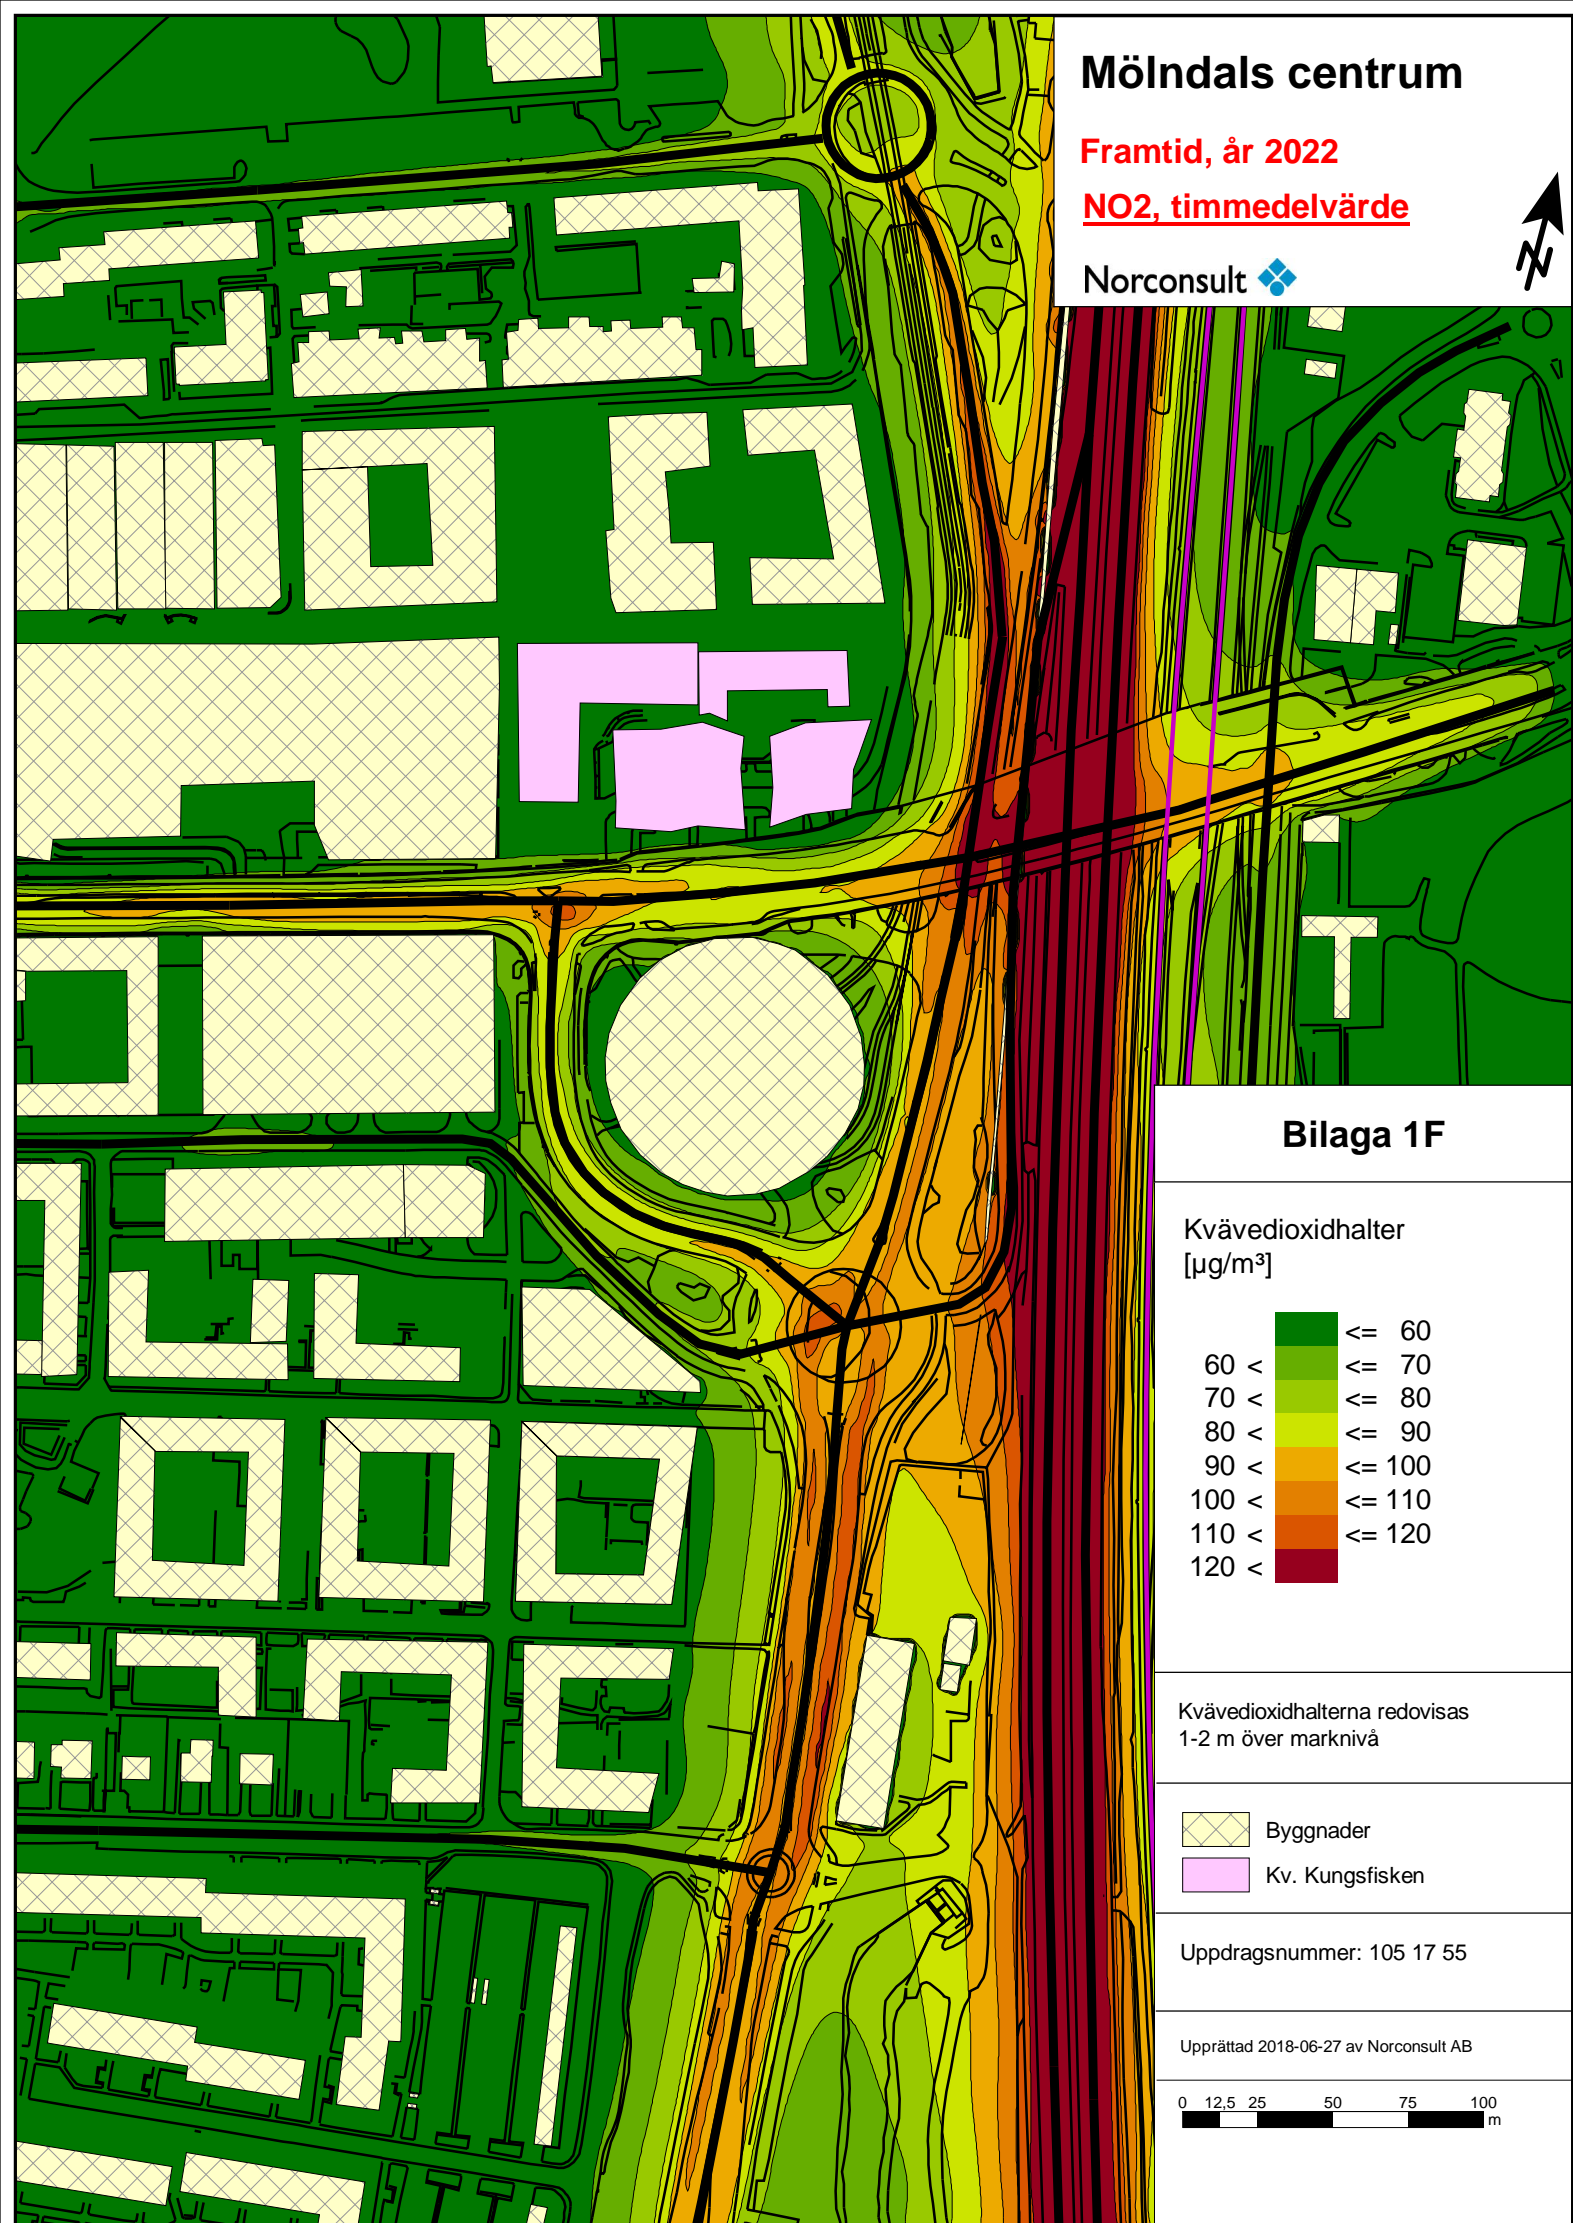 Mölndals centrum
Framtid, år 2022
NO2, timmedelvärde
Norconsult
N
Bilaga 1F
Kvävedioxidhalter
[µg/m³]
<= 60
60 < <= 70
70 < <= 80
80 < <= 90
90 < <= 100
100 < <= 110
110 < <= 120
120 <
Kvävedioxidhalterna redovisas
1-2 m över marknivå
Byggnader
Kv. Kungsfisken
Uppdragsnummer: 105 17 55
Upprättad 2018-06-27 av Norconsult AB
0 12,5 25 50 75 100
m